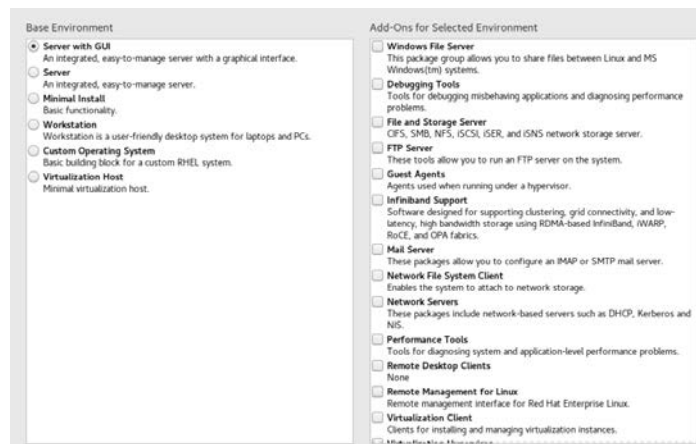 Base Environment
Server with GUI
An integrated, easy-to-manage server with a graphical interface.
Server
An integrated, easy-to-manage server.
Minimal Install
Basic functionality.
Workstation
Workstation is a user-friendly desktop system for laptops and PCs.
Custom Operating System
Basic building block for a custom RHEL system.
Virtualization Host
Minimal virtualization host.
Add-Ons for Selected Environment
Windows File Server
This package group allows you to share files between Linux and MS
Windows(tm) systems.
Debugging Tools
Tools for debugging misbehaving applications and diagnosing performance
problems.
File and Storage Server
CIFS, SMB, NFS, iSCSI, iSER, and iSNS network storage server.
FTP Server
These tools allow you to run an FTP server on the system.
Guest Agents
Agents used when running under a hypervisor.
Infiniband Support
Software designed for supporting clustering, grid connectivity, and low-
latency, high bandwidth storage using RDMA-based InfiniBand, iWARP,
RoCE, and OPA fabrics.
Mail Server
These packages allow you to configure an IMAP or SMTP mail server.
Network File System Client
Enables the system to attach to network storage.
Network Servers
These packages include network-based servers such as DHCP, Kerberos and
NIS.
Performance Tools
Tools for diagnosing system and application-level performance problems.
Remote Desktop Clients
None
Remote Management for Linux
Remote management interface for Red Hat Enterprise Linux.
Virtualization Client
Clients for installing and managing virtualization instances.